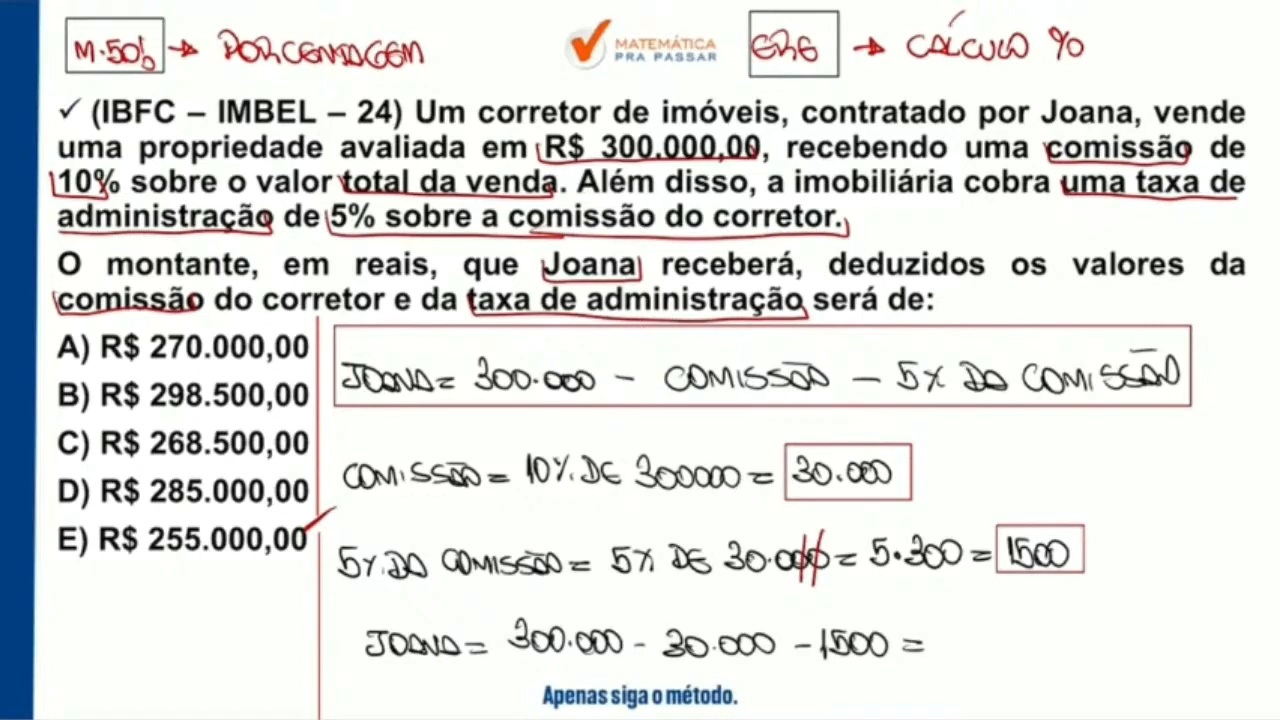 M.50% → PORCENTAGEM
MATEMÁTICA
PRA PASSAR
→ CÁLCULO %
✓ (IBFC – IMBEL – 24) Um corretor de imóveis, contratado por Joana, vende
uma propriedade avaliada em R$ 300.000,00, recebendo uma comissão de
10% sobre o valor total da venda. Além disso, a imobiliária cobra uma taxa de
administração de 5% sobre a comissão do corretor.
O montante, em reais, que Joana receberá, deduzidos os valores da
comissão do corretor e da taxa de administração será de:
A) R$ 270.000,00
B) R$ 298.500,00
C) R$ 268.500,00
D) R$ 285.000,00
E) R$ 255.000,00
JOANA = 300.000 - COMISSÃO - 5% DA COMISSÃO
COMISSÃO = 10% DE 300000 = 30.000
5% DA COMISSÃO = 5% DE 30.000 = 5.300 = 1500
JOANA = 300.000 - 30.000 - 1500 =
Apenas siga o método.